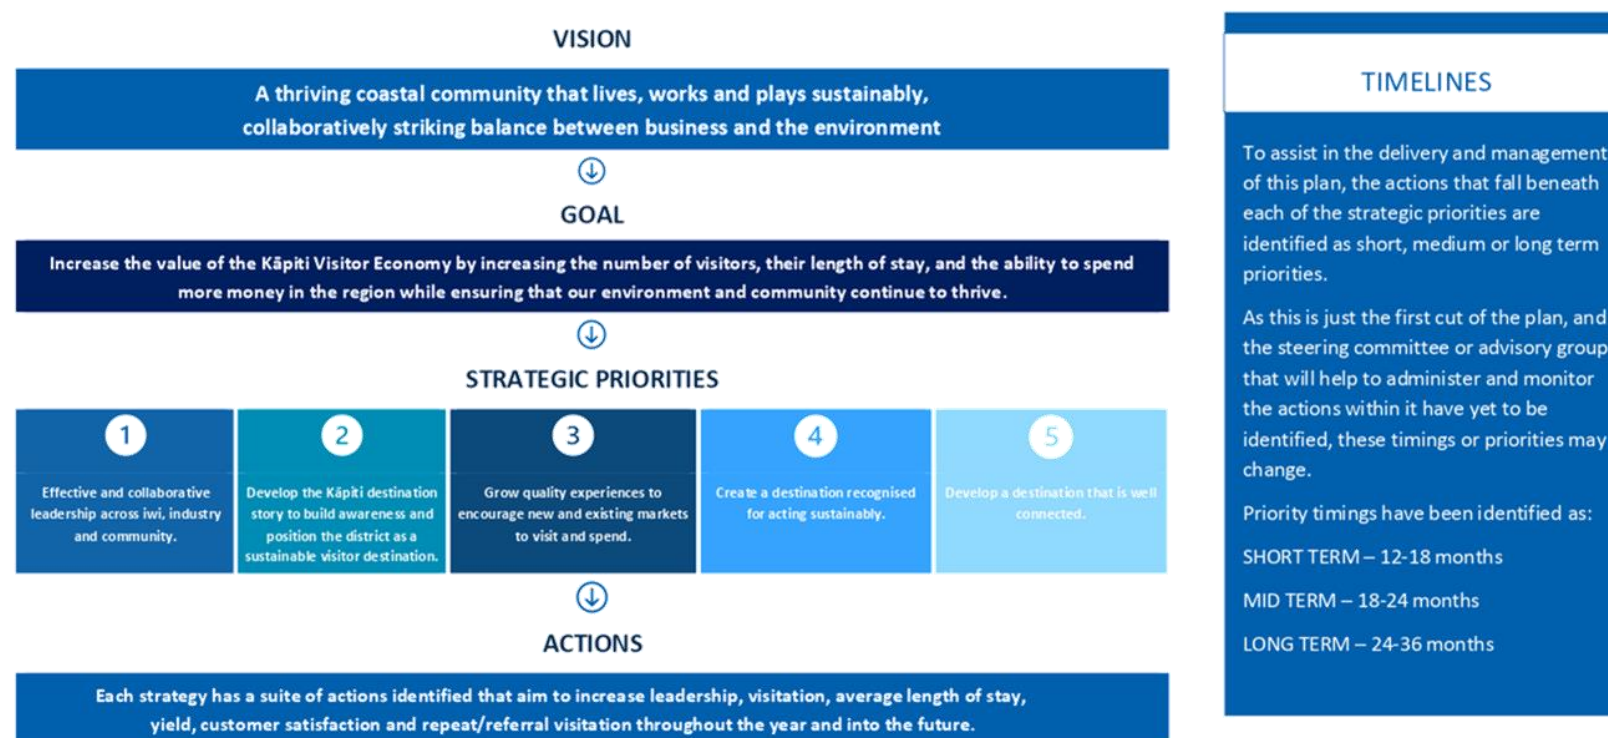 VISION
A thriving coastal community that lives, works and plays sustainably,
collaboratively striking balance between business and the environment
GOAL
Increase the value of the Kāpiti Visitor Economy by increasing the number of visitors, their length of stay, and the ability to spend
more money in the region while ensuring that our environment and community continue to thrive.
STRATEGIC PRIORITIES
1
Effective and collaborative
leadership across iwi, industry
and community.
2
Develop the Kāpiti destination
story to build awareness and
position the district as a
sustainable visitor destination.
3
Grow quality experiences to
encourage new and existing markets
to visit and spend.
4
Create a destination recognised
for acting sustainably.
5
Develop a destination that is well
connected.
ACTIONS
Each strategy has a suite of actions identified that aim to increase leadership, visitation, average length of stay,
yield, customer satisfaction and repeat/referral visitation throughout the year and into the future.
TIMELINES
To assist in the delivery and management
of this plan, the actions that fall beneath
each of the strategic priorities are
identified as short, medium or long term
priorities.
As this is just the first cut of the plan, and
the steering committee or advisory group
that will help to administer and monitor
the actions within it have yet to be
identified, these timings or priorities may
change.
Priority timings have been identified as:
SHORT TERM – 12-18 months
MID TERM – 18-24 months
LONG TERM – 24-36 months